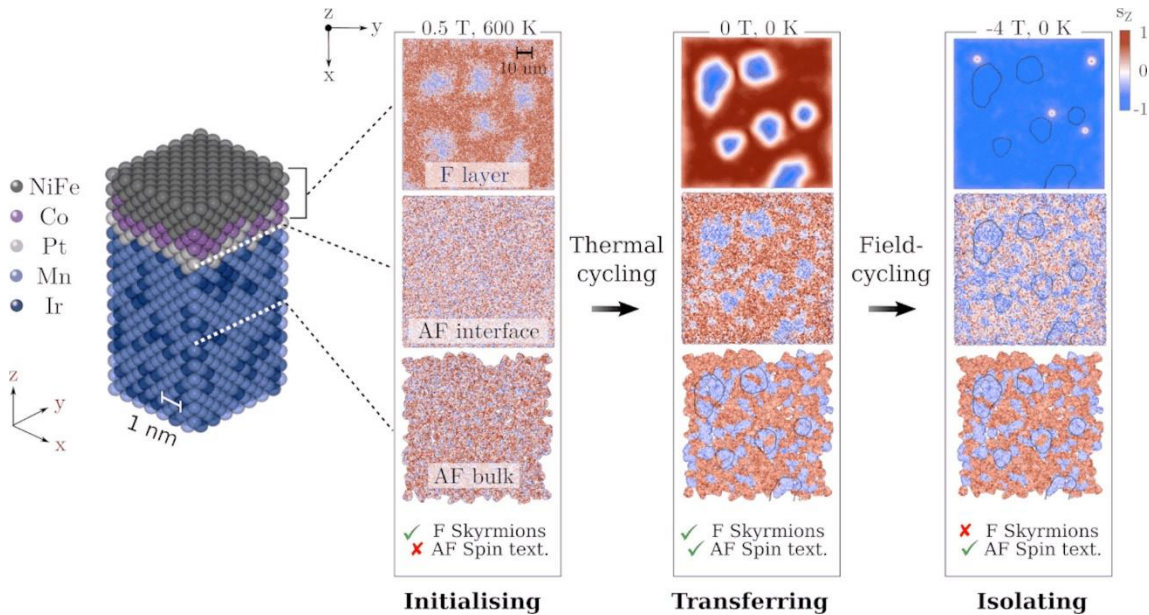 z
y
x
NiFe
Co
Pt
Mn
Ir
z
y
x
1 nm
0.5 T, 600 K
10 nm
F layer
AF interface
AF bulk
✓ F Skyrmions
✘ AF Spin text.
Initialising
Thermal
cycling
0 T, 0 K
✓ F Skyrmions
✓ AF Spin text.
Transferring
Field-
cycling
-4 T, 0 K
✘ F Skyrmions
✓ AF Spin text.
Isolating
sZ
1
0
-1